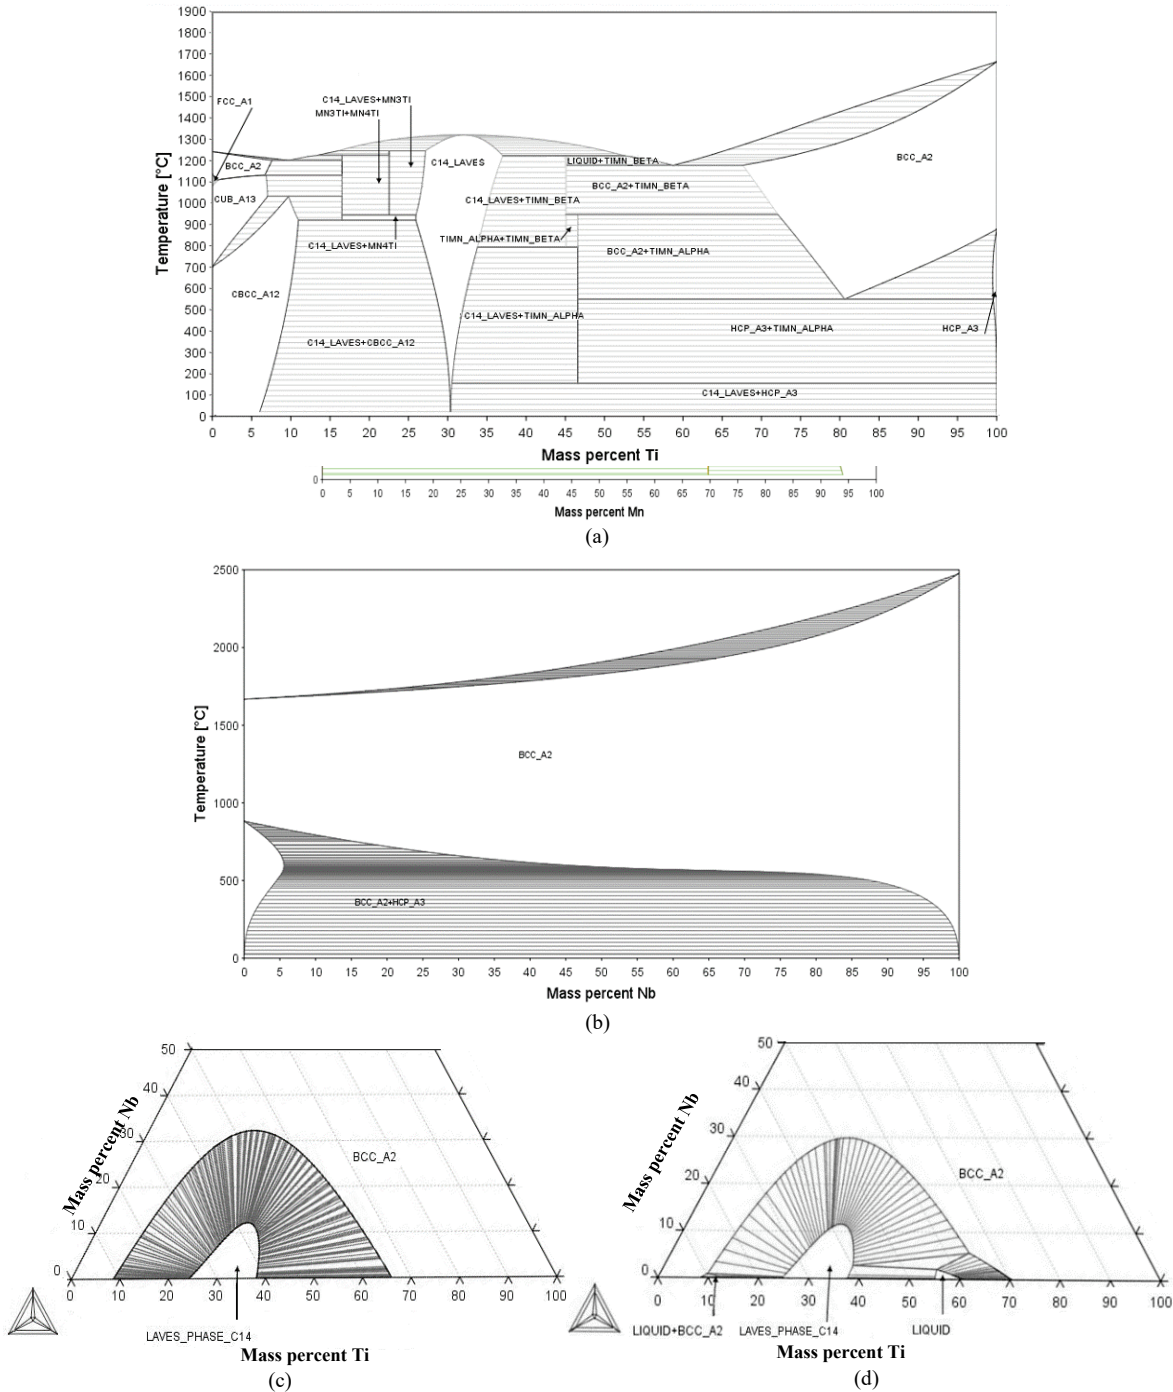 1900
1800
1700
1600
1500
1400
1300
1200
1100
1000
900
800
700
600
500
400
300
200
100
0
Temperature [°C]
FCC_A1
C14_LAVES+MN3TI
MN3TI+MN4TI
BCC_A2
C14_LAVES
LIQUID+TIMN_BETA
BCC_A2
CUB_A13
BCC_A2+TIMN_BETA
C14_LAVES+TIMN_BETA
C14_LAVES+MN4TI
TIMN_ALPHA+TIMN_BETA
BCC_A2+TIMN_ALPHA
CBCC_A12
C14_LAVES+TIMN_ALPHA
HCP_A3+TIMN_ALPHA
HCP_A3
C14_LAVES+CBCC_A12
C14_LAVES+HCP_A3
0 5 10 15 20 25 30 35 40 45 50 55 60 65 70 75 80 85 90 95 100
Mass percent Ti
0
0 5 10 15 20 25 30 35 40 45 50 55 60 65 70 75 80 85 90 95 100
Mass percent Mn
(a)
2500
2000
1500
1000
500
0
Temperature [°C]
BCC_A2
BCC_A2+HCP_A3
0 5 10 15 20 25 30 35 40 45 50 55 60 65 70 75 80 85 90 95 100
Mass percent Nb
(b)
50
40
30
20
10
0
Mass percent Nb
BCC_A2
0 10 20 30 40 50 60 70 80 90 100
LAVES_PHASE_C14
Mass percent Ti
(c)
50
40
30
20
10
0
Mass percent Nb
BCC_A2
0 10 20 30 40 50 60 70 80 90 100
LIQUID+BCC_A2
LAVES_PHASE_C14
LIQUID
Mass percent Ti
(d)